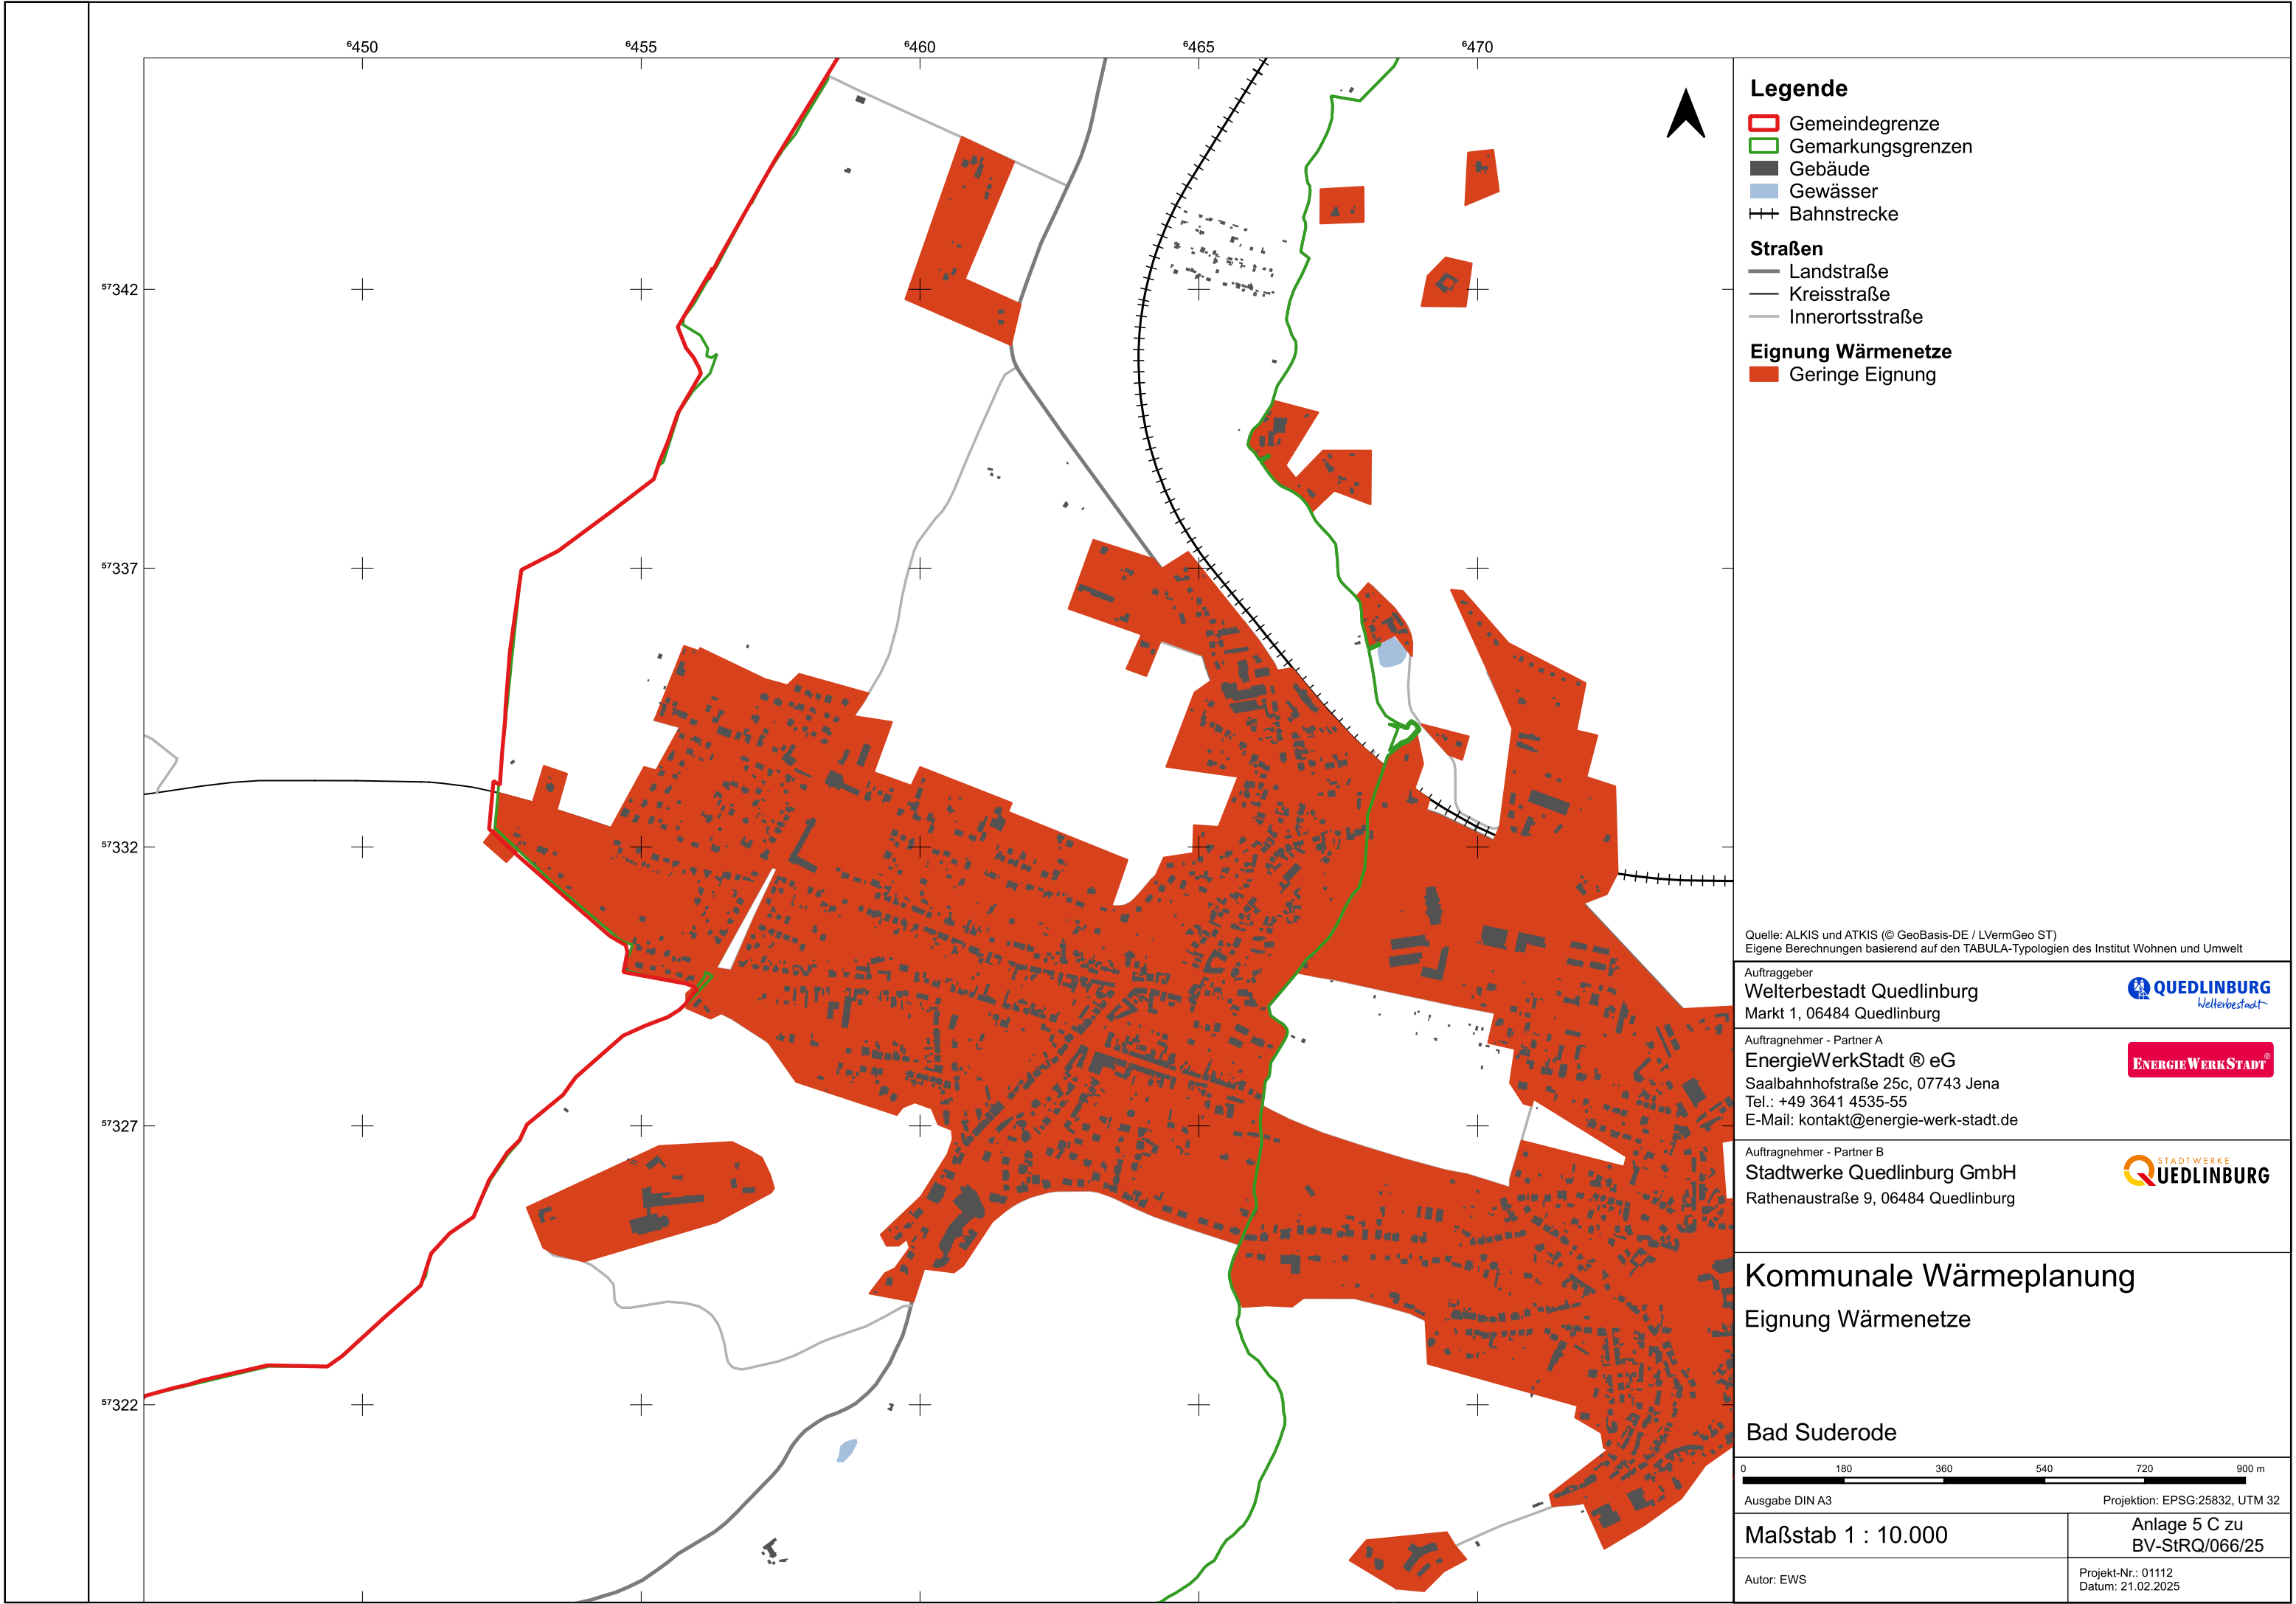 ⁶450 ⁶455 ⁶460 ⁶465 ⁶470
⁵⁷342
⁵⁷337
⁵⁷332
⁵⁷327
⁵⁷322
Legende
Gemeindegrenze
Gemarkungsgrenzen
Gebäude
Gewässer
Bahnstrecke
Straßen
Landstraße
Kreisstraße
Innerortsstraße
Eignung Wärmenetze
Geringe Eignung
Quelle: ALKIS und ATKIS (© GeoBasis-DE / LVermGeo ST)
Eigene Berechnungen basierend auf den TABULA-Typologien des Institut Wohnen und Umwelt
Auftraggeber
Welterbestadt Quedlinburg
Markt 1, 06484 Quedlinburg
QUEDLINBURG
Welterbestadt
Auftragnehmer - Partner A
EnergieWerkStadt ® eG
Saalbahnhofstraße 25c, 07743 Jena
Tel.: +49 3641 4535-55
E-Mail: kontakt@energie-werk-stadt.de
ENERGIEWERKSTADT®
Auftragnehmer - Partner B
Stadtwerke Quedlinburg GmbH
Rathenaustraße 9, 06484 Quedlinburg
STADTWERKE
QUEDLINBURG
Kommunale Wärmeplanung
Eignung Wärmenetze
Bad Suderode
0 180 360 540 720 900 m
Ausgabe DIN A3 Projektion: EPSG:25832, UTM 32
Maßstab 1 : 10.000
Anlage 5 C zu
BV-StRQ/066/25
Autor: EWS
Projekt-Nr.: 01112
Datum: 21.02.2025